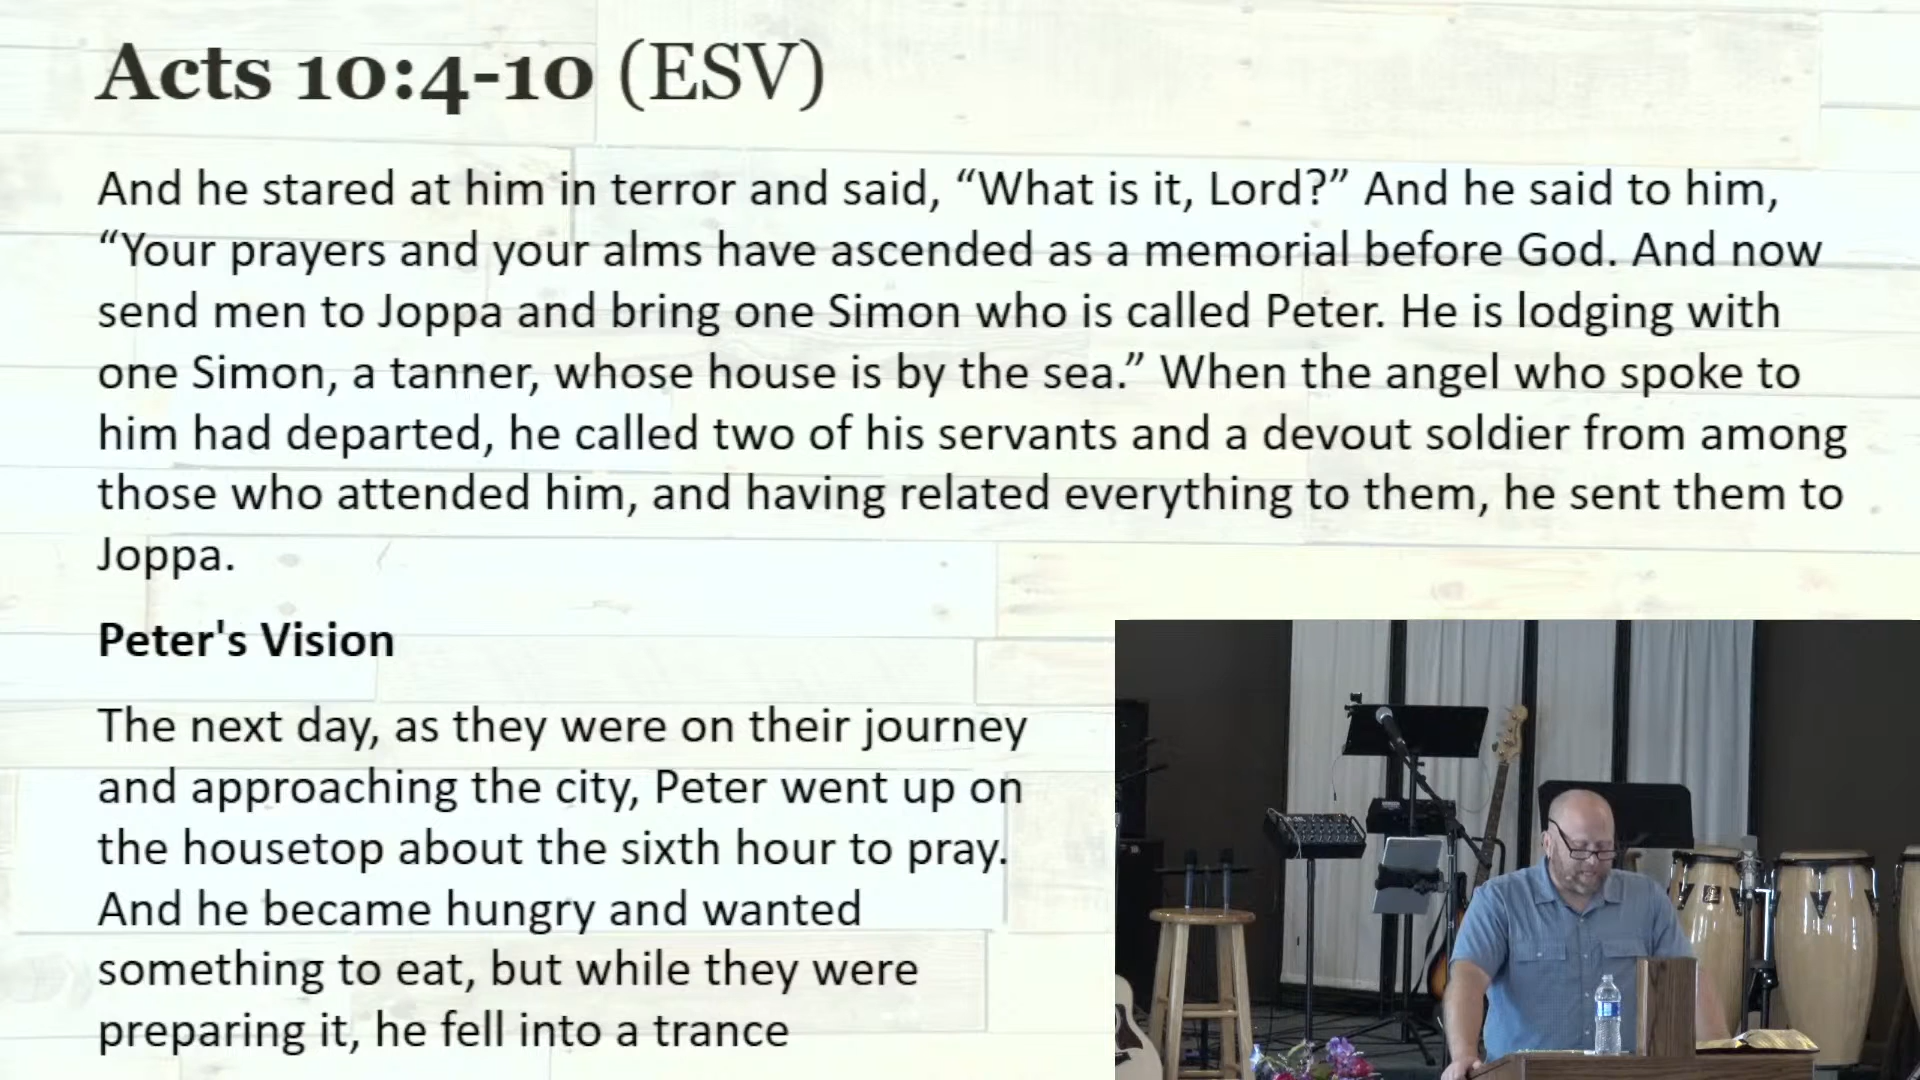 Acts 10:4-10 (ESV)
And he stared at him in terror and said, “What is it, Lord?” And he said to him,
“Your prayers and your alms have ascended as a memorial before God. And now
send men to Joppa and bring one Simon who is called Peter. He is lodging with
one Simon, a tanner, whose house is by the sea.” When the angel who spoke to
him had departed, he called two of his servants and a devout soldier from among
those who attended him, and having related everything to them, he sent them to
Joppa.
Peter's Vision
The next day, as they were on their journey
and approaching the city, Peter went up on
the housetop about the sixth hour to pray.
And he became hungry and wanted
something to eat, but while they were
preparing it, he fell into a trance